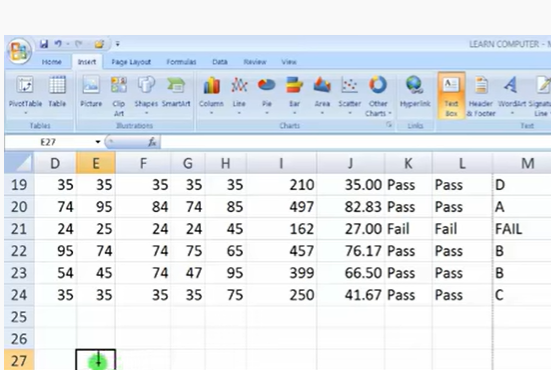 LEARN COMPUTER - M
Home Insert Page Layout Formulas Data Review View
PivotTable Table Picture Clip Art Shapes SmartArt Column Line Pie Bar Area Scatter Other Charts Hyperlink Text Box Header & Footer WordArt Signature Line
Tables Illustrations Charts Links Text
E27 fx
D E F G H I J K L M
19 35 35 35 35 35 210 35.00 Pass Pass D
20 74 95 84 74 85 497 82.83 Pass Pass A
21 24 25 24 24 45 162 27.00 Fail Fail FAIL
22 95 74 74 75 65 457 76.17 Pass Pass B
23 54 45 74 47 95 399 66.50 Pass Pass B
24 35 35 35 35 75 250 41.67 Pass Pass C
25
26
27